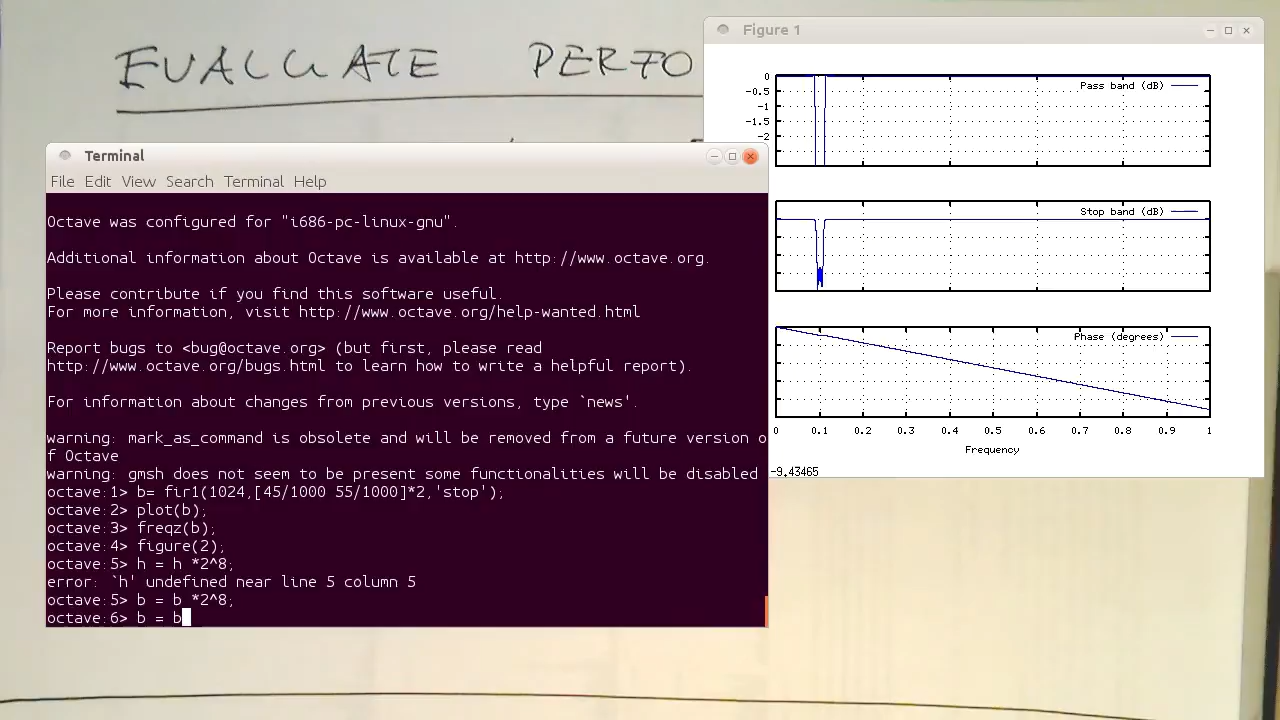 EVALUATE PERFO
Figure 1
0
-0.5
-1
-1.5
-2
Pass band (dB)
Stop band (dB)
Phase (degrees)
0 0.1 0.2 0.3 0.4 0.5 0.6 0.7 0.8 0.9 1
Frequency
-9.43465
Terminal
File Edit View Search Terminal Help
Octave was configured for "i686-pc-linux-gnu".
Additional information about Octave is available at http://www.octave.org.
Please contribute if you find this software useful.
For more information, visit http://www.octave.org/help-wanted.html
Report bugs to <bug@octave.org> (but first, please read
http://www.octave.org/bugs.html to learn how to write a helpful report).
For information about changes from previous versions, type `news'.
warning: mark_as_command is obsolete and will be removed from a future version o
f Octave
warning: gmsh does not seem to be present some functionalities will be disabled
octave:1> b= fir1(1024,[45/1000 55/1000]*2,'stop');
octave:2> plot(b);
octave:3> freqz(b);
octave:4> figure(2);
octave:5> h = h *2^8;
error: `h' undefined near line 5 column 5
octave:5> b = b *2^8;
octave:6> b = b